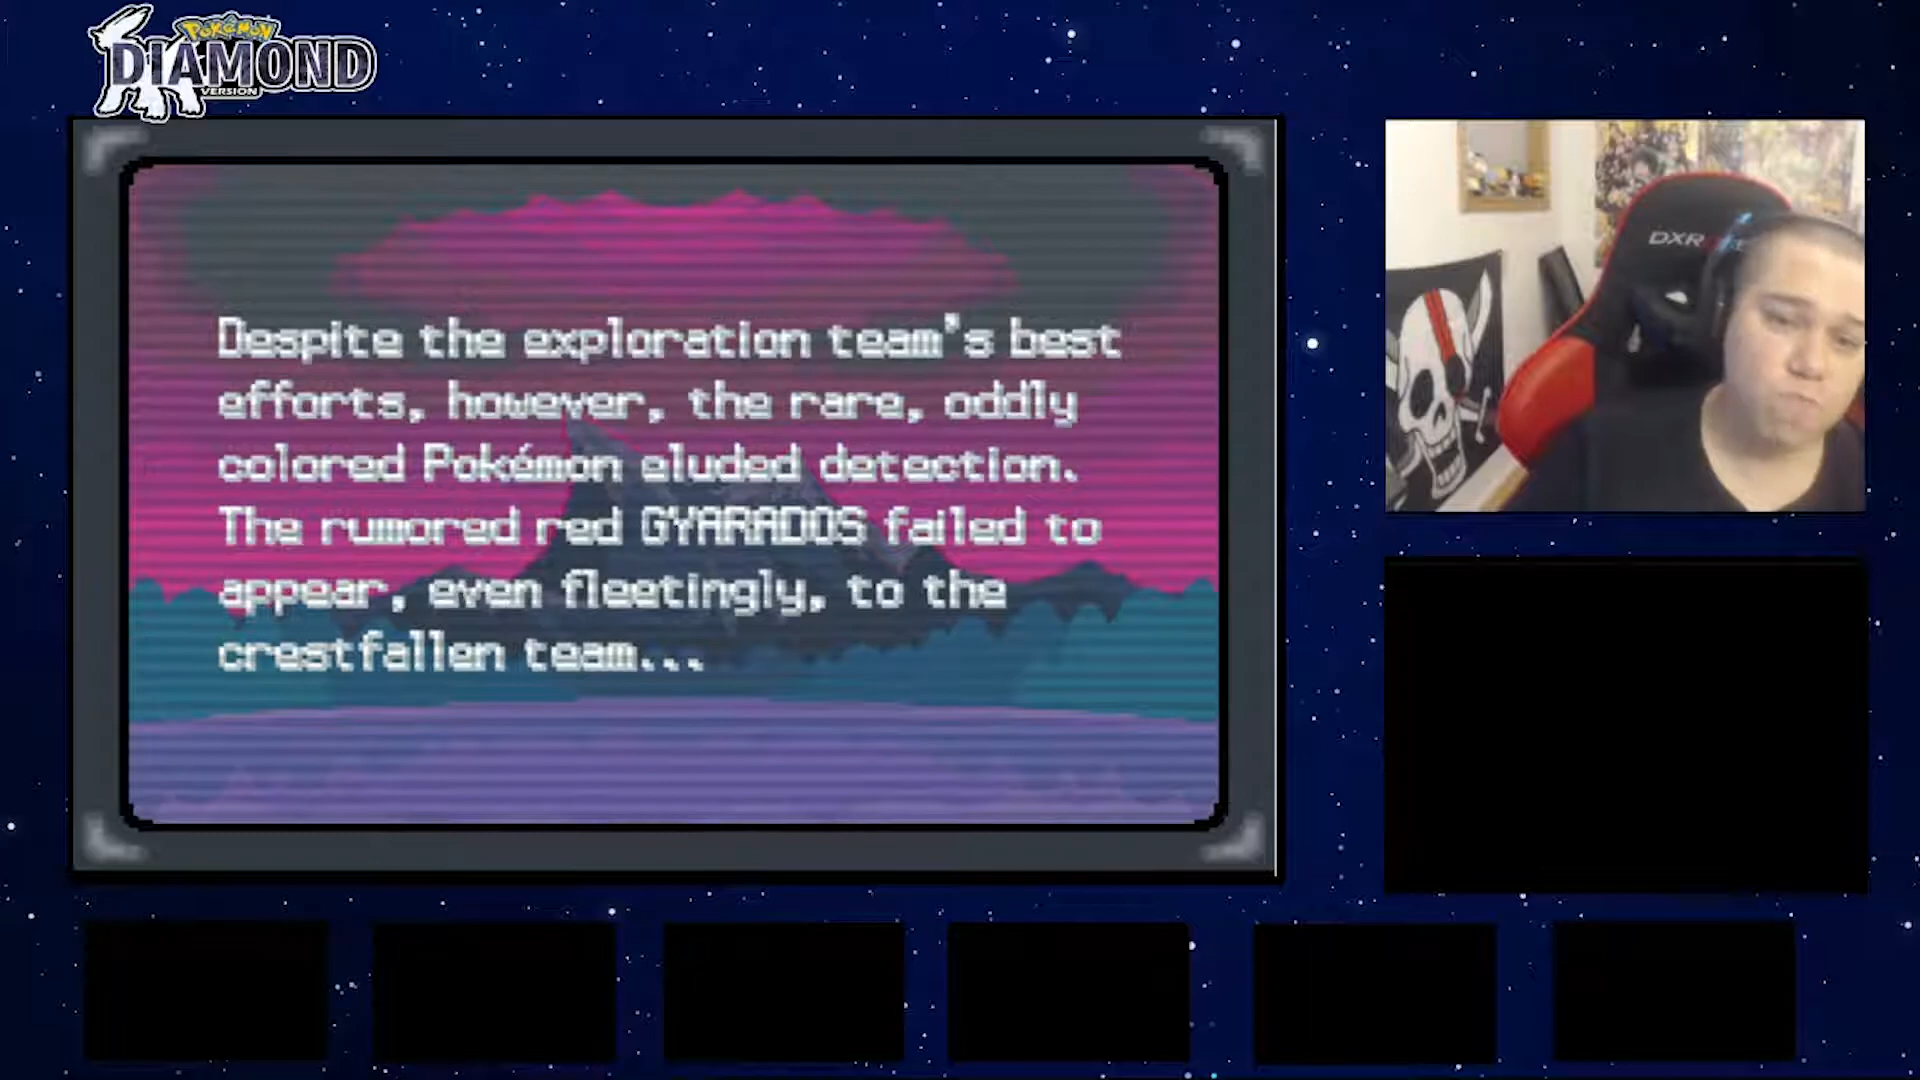 POKéMON
DIAMOND
VERSION
Despite the exploration team's best
efforts, however, the rare, oddly
colored Pokémon eluded detection.
The rumored red GYARADOS failed to
appear, even fleetingly, to the
crestfallen team...
DXR